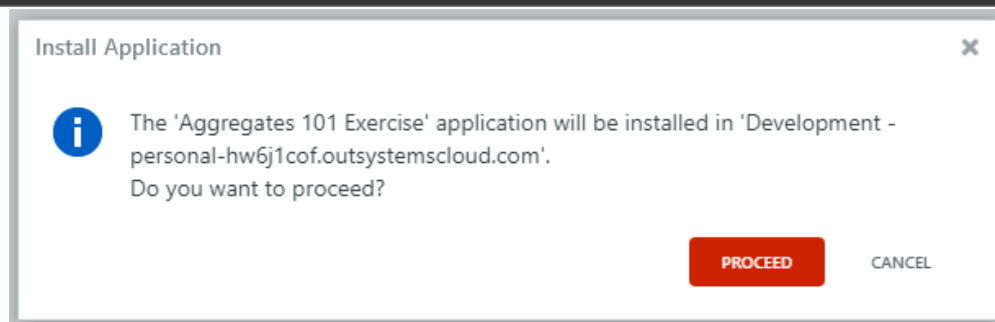 Install Application
The 'Aggregates 101 Exercise' application will be installed in 'Development -
personal-hw6j1cof.outsystemscloud.com'.
Do you want to proceed?
PROCEED CANCEL